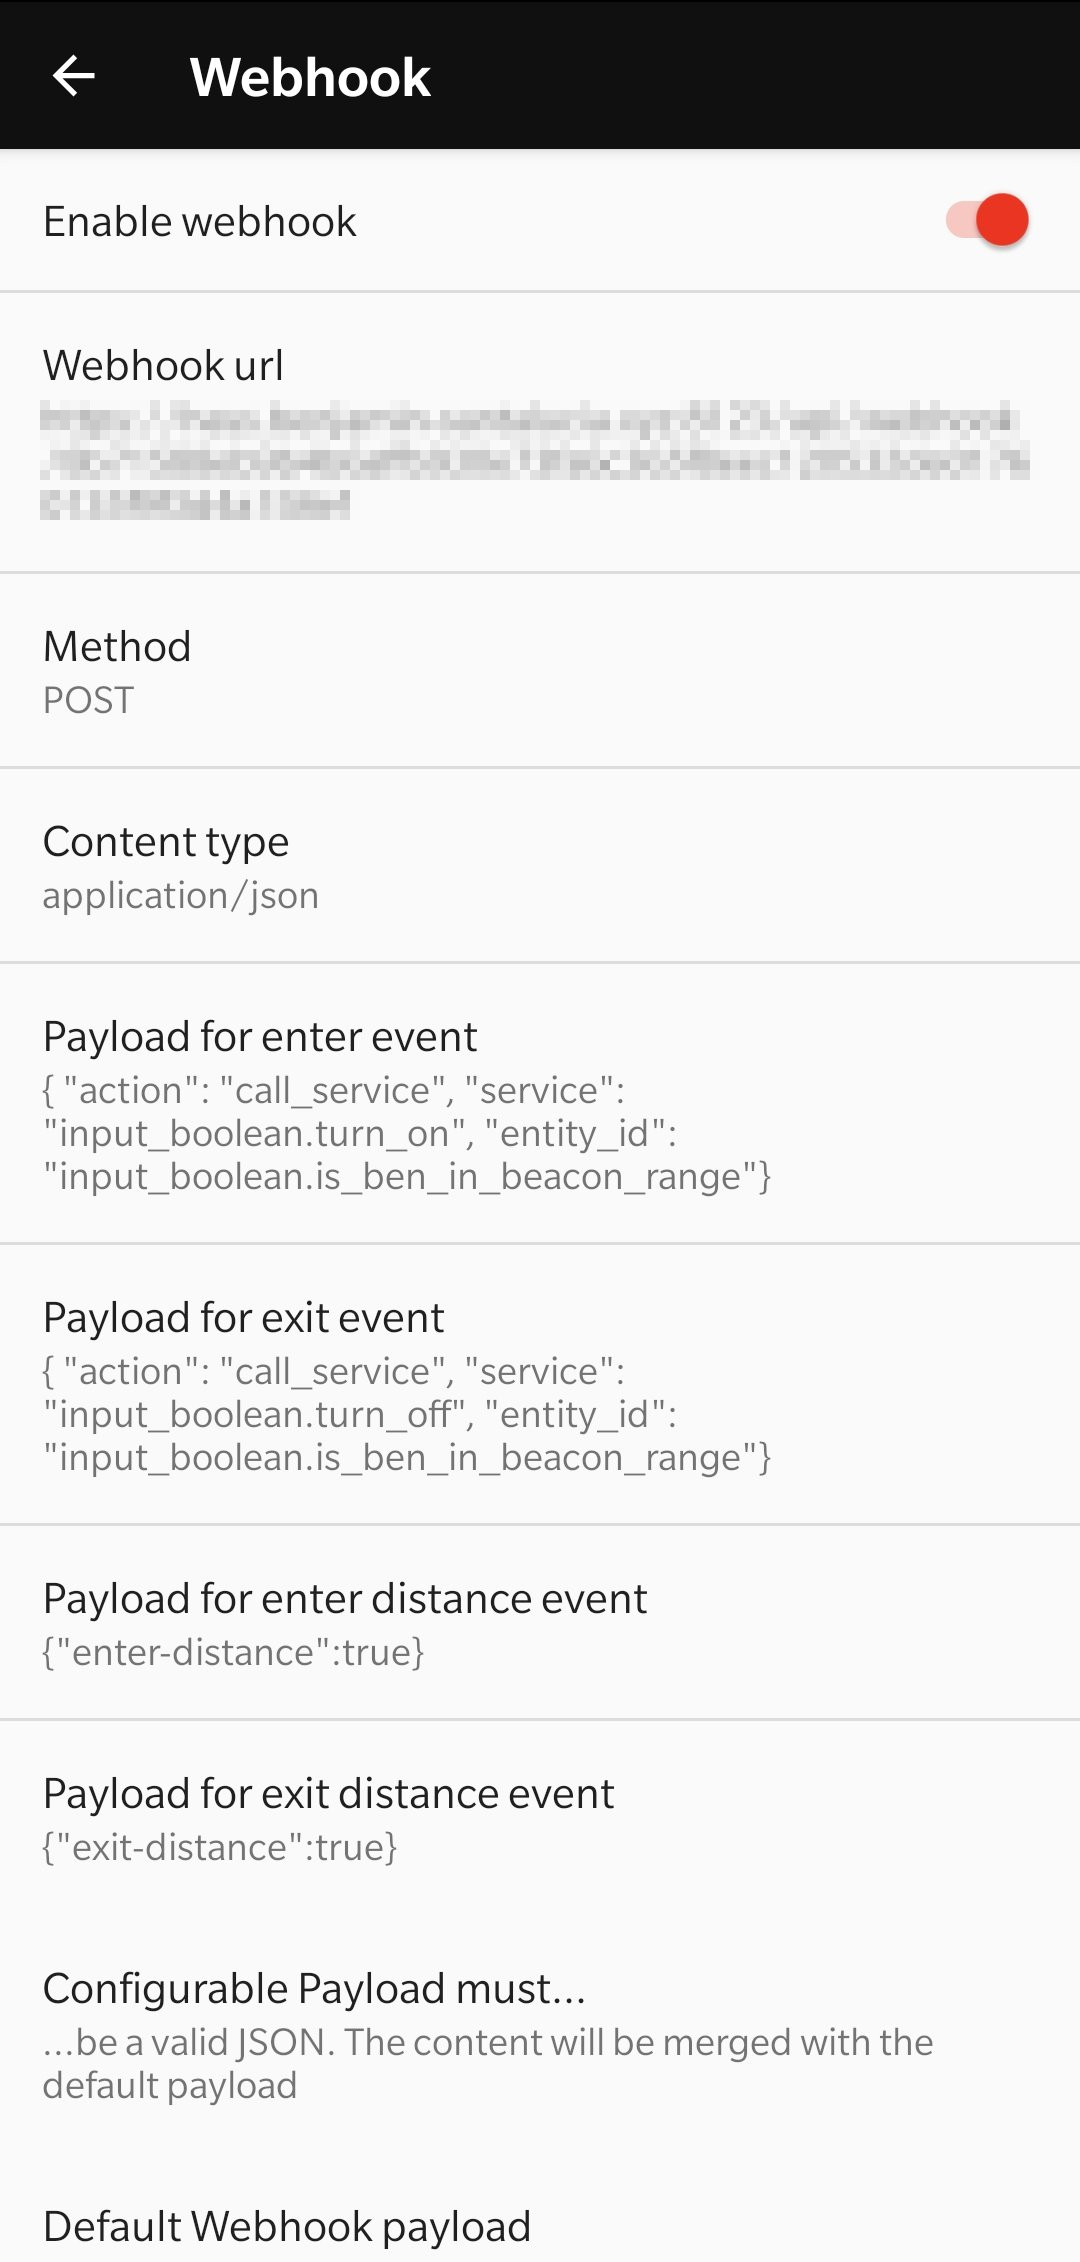 Webhook
Enable webhook
Webhook url
Method
POST
Content type
application/json
Payload for enter event
{ "action": "call_service", "service":
"input_boolean.turn_on", "entity_id":
"input_boolean.is_ben_in_beacon_range"}
Payload for exit event
{ "action": "call_service", "service":
"input_boolean.turn_off", "entity_id":
"input_boolean.is_ben_in_beacon_range"}
Payload for enter distance event
{"enter-distance":true}
Payload for exit distance event
{"exit-distance":true}
Configurable Payload must...
...be a valid JSON. The content will be merged with the
default payload
Default Webhook payload